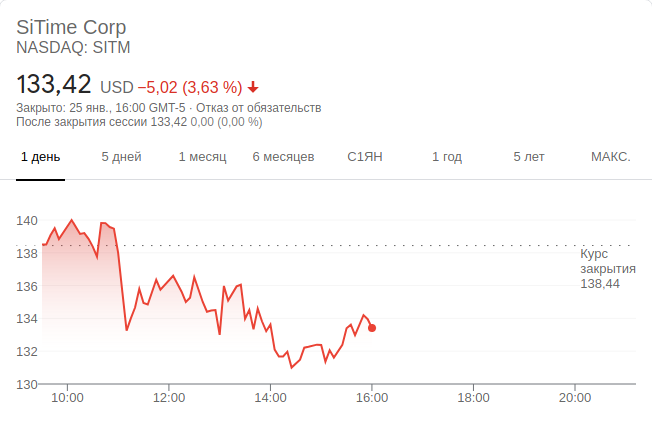 SiTime Corp
NASDAQ: SITM
133,42 USD −5,02 (3,63 %)
Закрыто: 25 янв., 16:00 GMT-5 · Отказ от обязательств
После закрытия сессии 133,42 0,00 (0,00 %)
1 день 5 дней 1 месяц 6 месяцев С1ЯН 1 год 5 лет МАКС.
140
138
136
134
132
130
Курс
закрытия
138,44
10:00 12:00 14:00 16:00 18:00 20:00